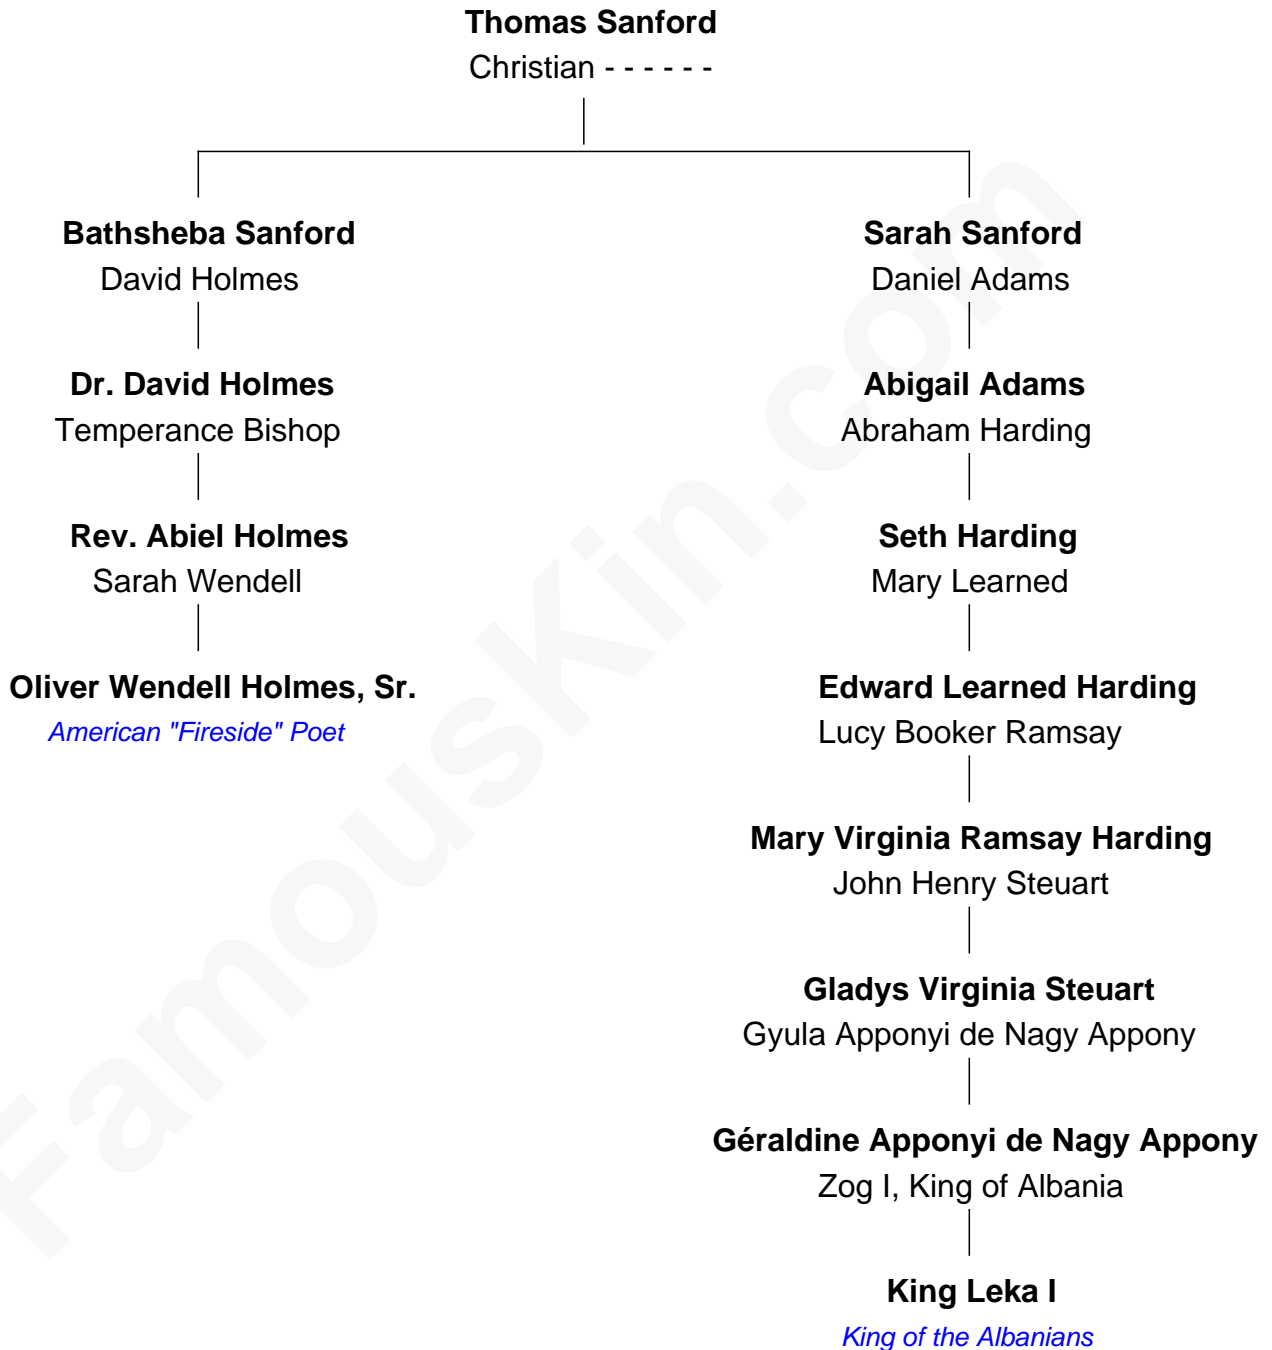 Thomas Sanford
Christian - - - - - -
Bathsheba Sanford
David Holmes
Dr. David Holmes
Temperance Bishop
Rev. Abiel Holmes
Sarah Wendell
Oliver Wendell Holmes, Sr.
American "Fireside" Poet
Sarah Sanford
Daniel Adams
Abigail Adams
Abraham Harding
Seth Harding
Mary Learned
Edward Learned Harding
Lucy Booker Ramsay
Mary Virginia Ramsay Harding
John Henry Steuart
Gladys Virginia Steuart
Gyula Apponyi de Nagy Appony
Géraldine Apponyi de Nagy Appony
Zog I, King of Albania
King Leka I
King of the Albanians
FamousKin.com